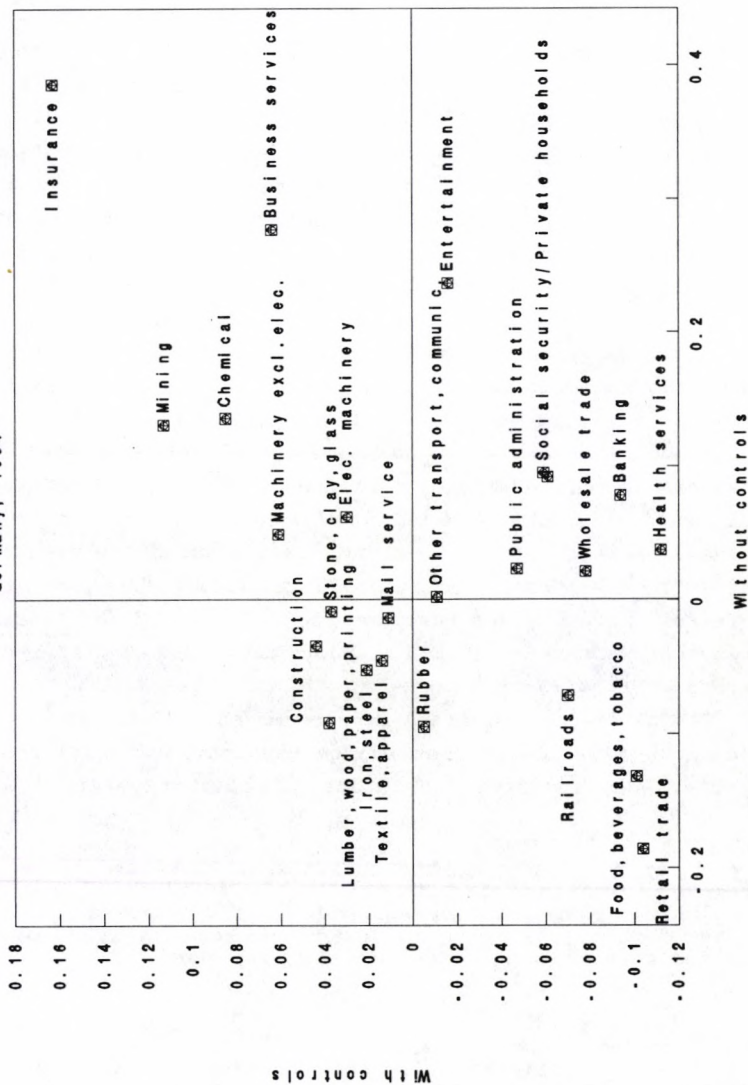 Insurance
Mining
Chemical
Business services
Machinery excl. elec.
Construction
Stone, clay, glass
Lumber, wood, paper, printing
Elec. machinery
Iron, steel
Textile, apparel
Mail service
Rubber
Other transport, communic.
Entertainment
Public administration
Social security/Private households
Railroads
Wholesale trade
Banking
Food, beverages, tobacco
Retail trade
Health services
0.18
0.16
0.14
0.12
0.1
0.08
0.06
0.04
0.02
0
-0.02
-0.04
-0.06
-0.08
-0.1
-0.12
With controls
-0.2
0
0.2
0.4
Without controls